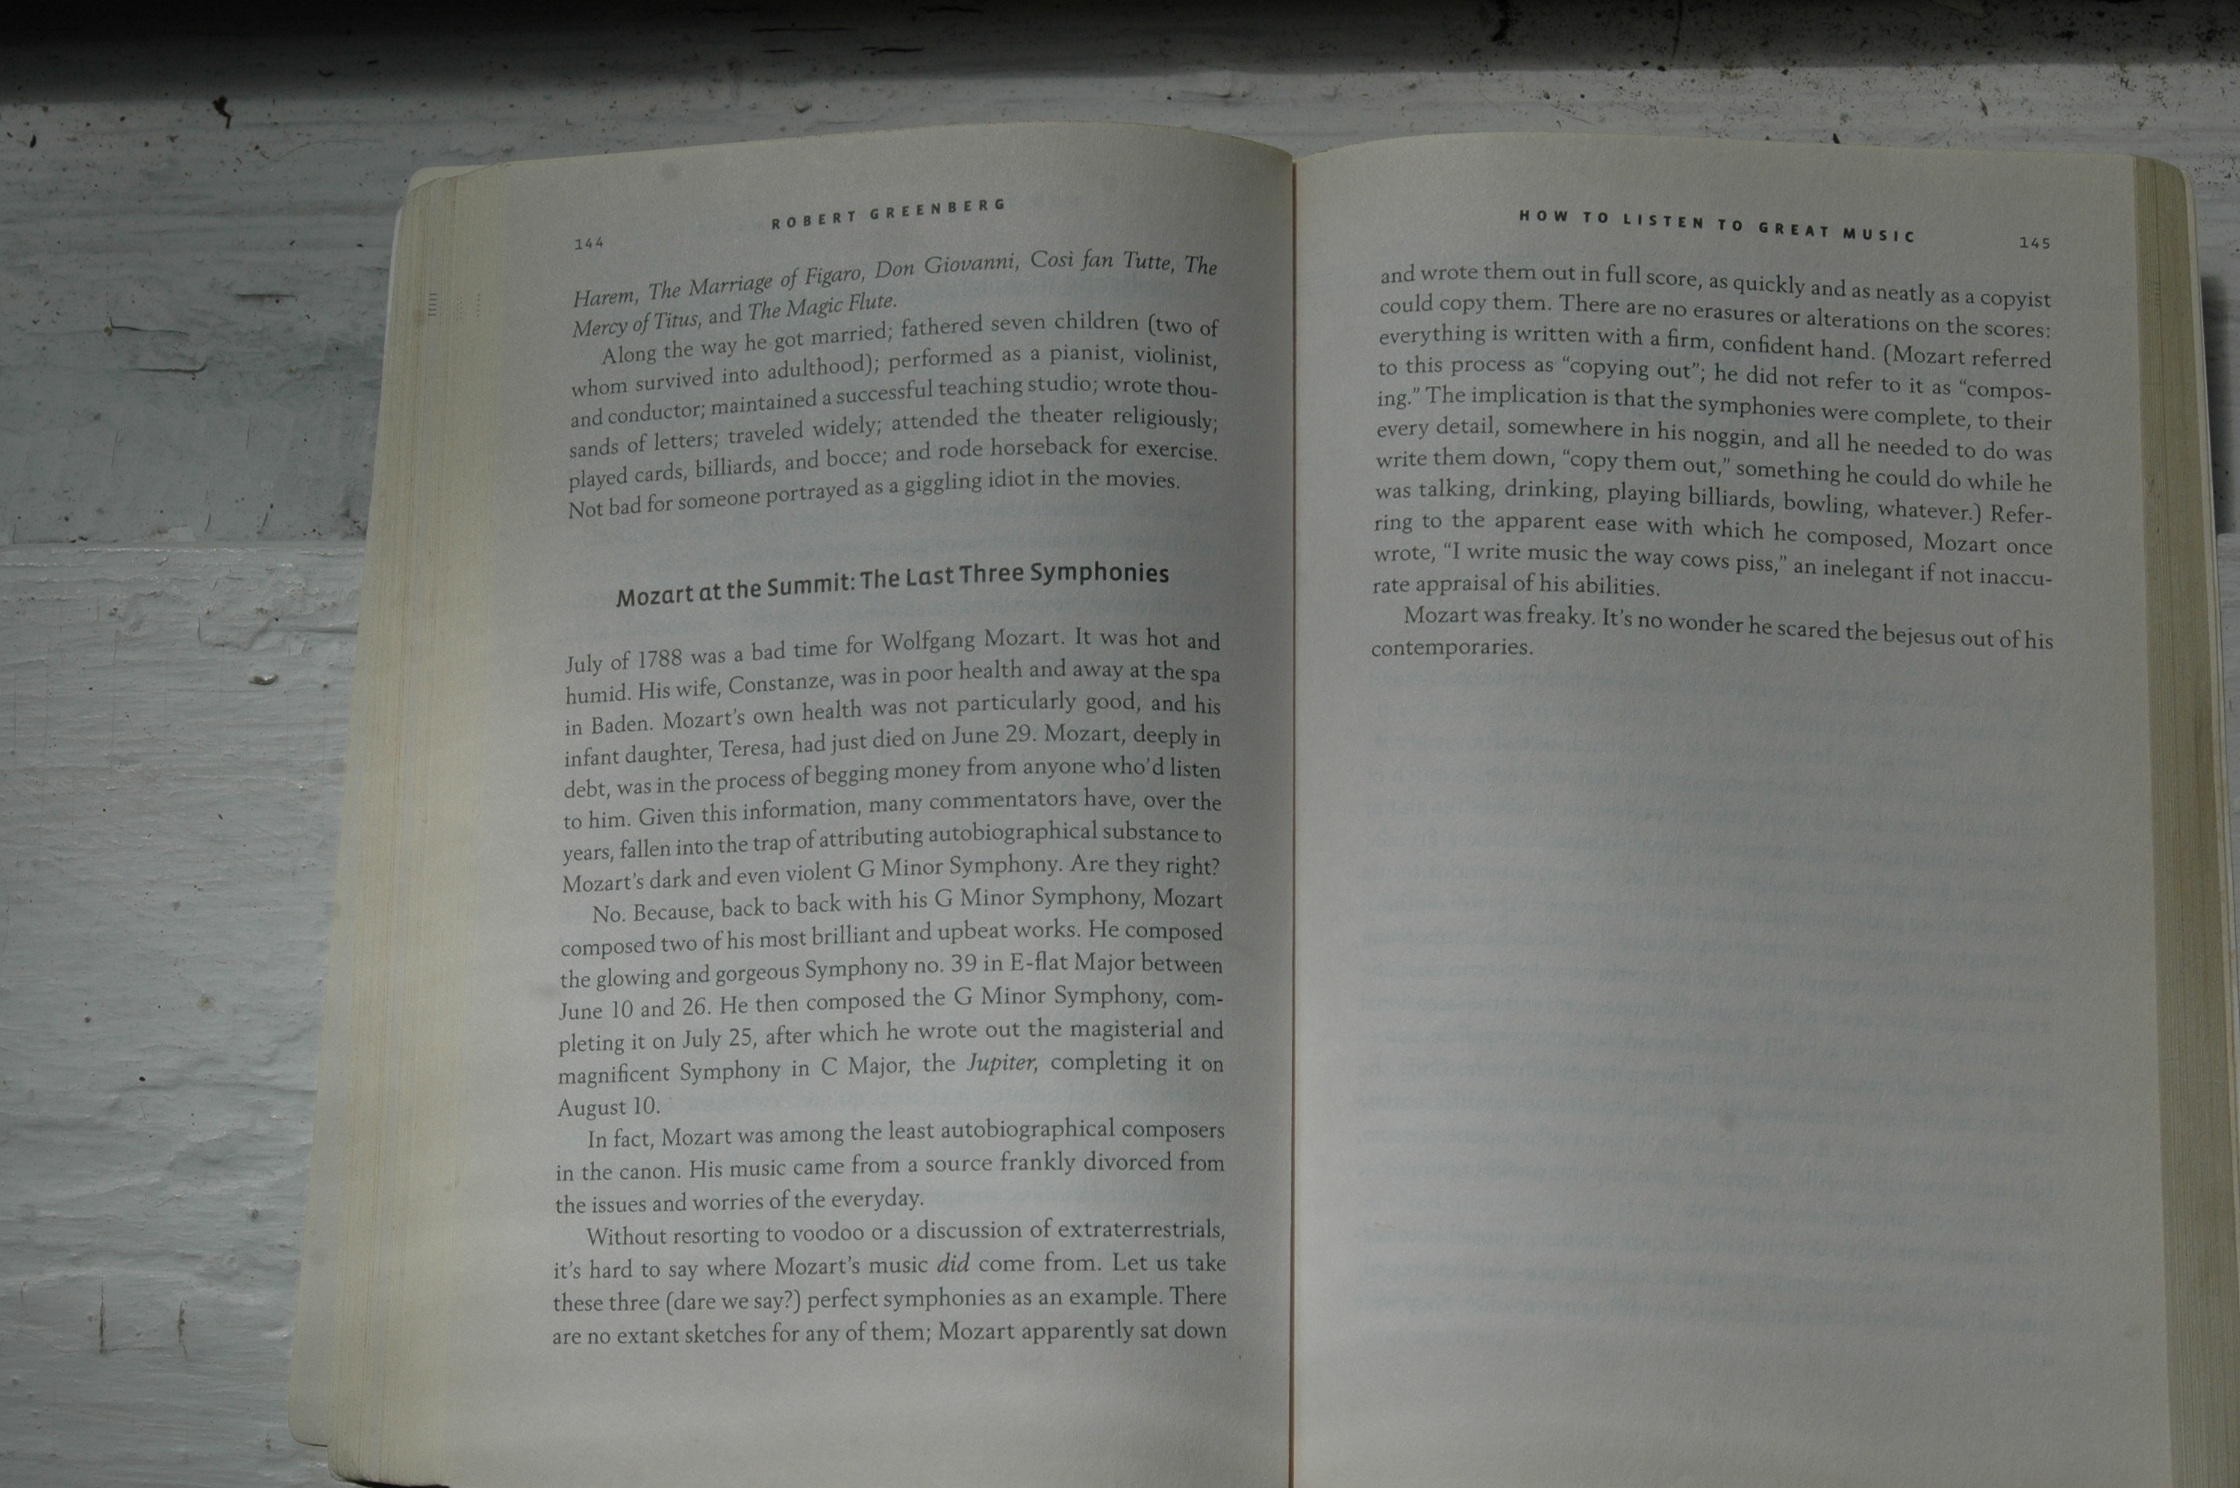 ROBERT GREENBERG
144
Harem, The Marriage of Figaro, Don Giovanni, Così fan Tutte, The
Mercy of Titus, and The Magic Flute.
Along the way he got married; fathered seven children (two of
whom survived into adulthood); performed as a pianist, violinist,
and conductor; maintained a successful teaching studio; wrote thou-
sands of letters; traveled widely; attended the theater religiously;
played cards, billiards, and bocce; and rode horseback for exercise.
Not bad for someone portrayed as a giggling idiot in the movies.
Mozart at the Summit: The Last Three Symphonies
July of 1788 was a bad time for Wolfgang Mozart. It was hot and
humid. His wife, Constanze, was in poor health and away at the spa
in Baden. Mozart's own health was not particularly good, and his
infant daughter, Teresa, had just died on June 29. Mozart, deeply in
debt, was in the process of begging money from anyone who'd listen
to him. Given this information, many commentators have, over the
years, fallen into the trap of attributing autobiographical substance to
Mozart's dark and even violent G Minor Symphony. Are they right?
No. Because, back to back with his G Minor Symphony, Mozart
composed two of his most brilliant and upbeat works. He composed
the glowing and gorgeous Symphony no. 39 in E-flat Major between
June 10 and 26. He then composed the G Minor Symphony, com-
pleting it on July 25, after which he wrote out the magisterial and
magnificent Symphony in C Major, the Jupiter, completing it on
August 10.
In fact, Mozart was among the least autobiographical composers
in the canon. His music came from a source frankly divorced from
the issues and worries of the everyday.
Without resorting to voodoo or a discussion of extraterrestrials,
it's hard to say where Mozart's music did come from. Let us take
these three (dare we say?) perfect symphonies as an example. There
are no extant sketches for any of them; Mozart apparently sat down
HOW TO LISTEN TO GREAT MUSIC
145
and wrote them out in full score, as quickly and as neatly as a copyist
could copy them. There are no erasures or alterations on the scores:
everything is written with a firm, confident hand. (Mozart referred
to this process as “copying out”; he did not refer to it as “compos-
ing.” The implication is that the symphonies were complete, to their
every detail, somewhere in his noggin, and all he needed to do was
write them down, “copy them out,” something he could do while he
was talking, drinking, playing billiards, bowling, whatever.) Refer-
ring to the apparent ease with which he composed, Mozart once
wrote, “I write music the way cows piss,” an inelegant if not inaccu-
rate appraisal of his abilities.
Mozart was freaky. It's no wonder he scared the bejesus out of his
contemporaries.